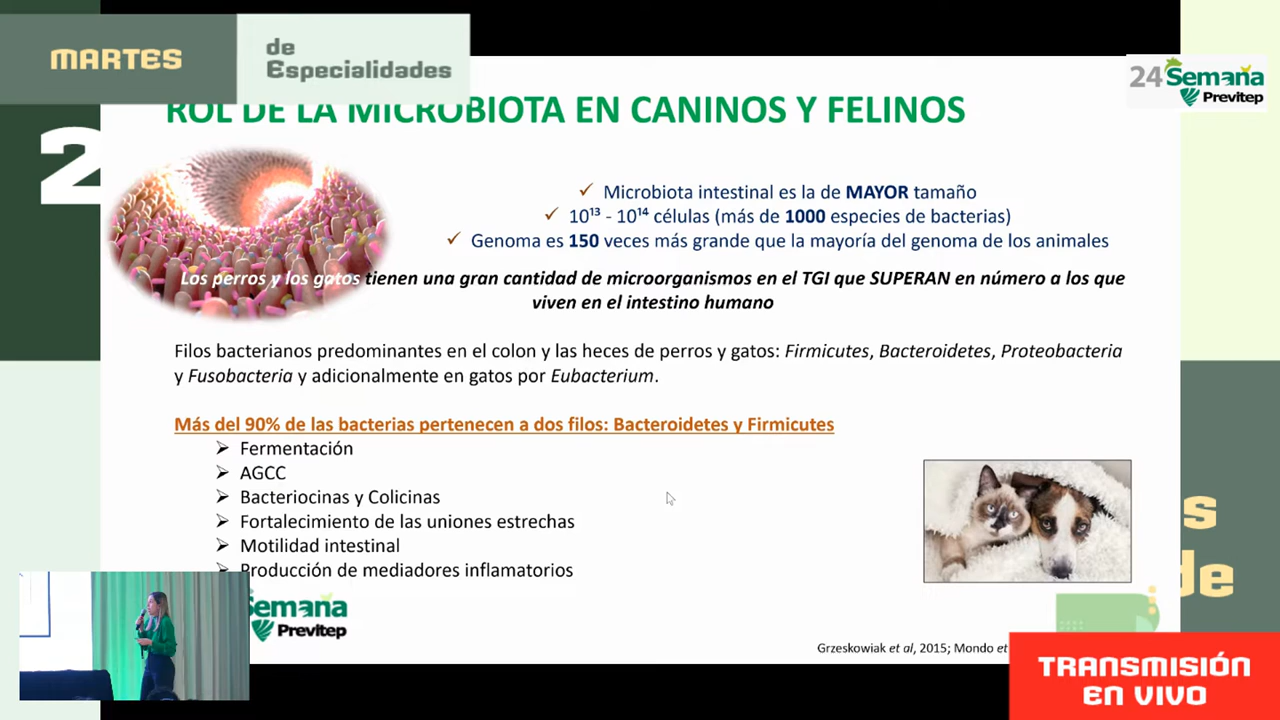 MARTES
de
Especialidades
2
24 Semana
Previtep
ROL DE LA MICROBIOTA EN CANINOS Y FELINOS
✓ Microbiota intestinal es la de MAYOR tamaño
✓ 10¹³ - 10¹⁴ células (más de 1000 especies de bacterias)
✓ Genoma es 150 veces más grande que la mayoría del genoma de los animales
Los perros y los gatos tienen una gran cantidad de microorganismos en el TGI que SUPERAN en número a los que
viven en el intestino humano
Filos bacterianos predominantes en el colon y las heces de perros y gatos: Firmicutes, Bacteroidetes, Proteobacteria
y Fusobacteria y adicionalmente en gatos por Eubacterium.
Más del 90% de las bacterias pertenecen a dos filos: Bacteroidetes y Firmicutes
➢ Fermentación
➢ AGCC
➢ Bacteriocinas y Colicinas
➢ Fortalecimiento de las uniones estrechas
➢ Motilidad intestinal
➢ Producción de mediadores inflamatorios
s
de
Semana
Previtep
Grzeskowiak et al, 2015; Mondo et
TRANSMISIÓN
EN VIVO